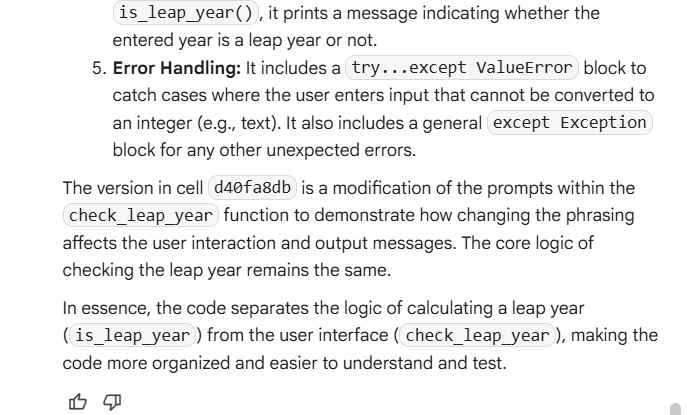 is_leap_year(), it prints a message indicating whether the
entered year is a leap year or not.
5. Error Handling: It includes a try...except ValueError block to
catch cases where the user enters input that cannot be converted to
an integer (e.g., text). It also includes a general except Exception
block for any other unexpected errors.
The version in cell d40fa8db is a modification of the prompts within the
check_leap_year function to demonstrate how changing the phrasing
affects the user interaction and output messages. The core logic of
checking the leap year remains the same.
In essence, the code separates the logic of calculating a leap year
(is_leap_year) from the user interface (check_leap_year), making the
code more organized and easier to understand and test.